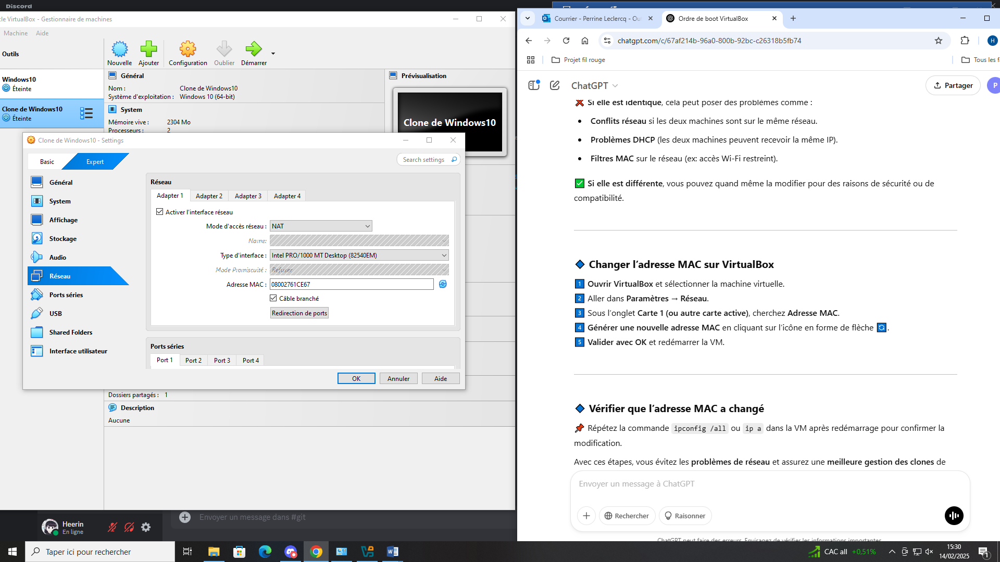 Discord
cle VirtualBox - Gestionnaire de machines
Machine Aide
Outils
Nouvelle Ajouter Configuration Oublier Démarrer
Windows10
Éteinte
Clone de Windows10
Éteinte
Général
Nom : Clone de Windows10
Système d'exploitation : Windows 10 (64-bit)
System
Mémoire vive : 2304 Mo
Processeurs : 2
Prévisualisation
Clone de Windows10
Clone de Windows10 - Settings
Basic Expert
Search settings
Général
System
Affichage
Stockage
Audio
Réseau
Ports séries
USB
Shared Folders
Interface utilisateur
Réseau
Adapter 1 Adapter 2 Adapter 3 Adapter 4
Activer l'interface réseau
Mode d'accès réseau : NAT
Name:
Type d'interface : Intel PRO/1000 MT Desktop (82540EM)
Mode Promiscuité : Refuser
Adresse MAC : 08002761CE67
Câble branché
Redirection de ports
Ports séries
Port 1 Port 2 Port 3 Port 4
OK Annuler Aide
Dossiers partagés : 1
Description
Aucune
Envoyer un message dans #git
Heerin
En ligne
Courrier - Perrine Leclercq - Ou
Ordre de boot VirtualBox
chatgpt.com/c/67af214b-96a0-800b-92bc-c26318b5fb74
H
Projet fil rouge
Tous les fa
ChatGPT
Partager
P
❌ Si elle est identique, cela peut poser des problèmes comme :
• Conflits réseau si les deux machines sont sur le même réseau.
• Problèmes DHCP (les deux machines peuvent recevoir la même IP).
• Filtres MAC sur le réseau (ex: accès Wi-Fi restreint).
✅ Si elle est différente, vous pouvez quand même la modifier pour des raisons de sécurité ou de
compatibilité.
🔷 Changer l'adresse MAC sur VirtualBox
1 Ouvrir VirtualBox et sélectionner la machine virtuelle.
2 Aller dans Paramètres → Réseau.
3 Sous l'onglet Carte 1 (ou autre carte active), cherchez Adresse MAC.
4 Générer une nouvelle adresse MAC en cliquant sur l'icône en forme de flèche 🔄.
5 Valider avec OK et redémarrer la VM.
🔷 Vérifier que l'adresse MAC a changé
📌 Répétez la commande ipconfig /all ou ip a dans la VM après redémarrage pour confirmer la
modification.
Avec ces étapes, vous évitez les problèmes de réseau et assurez une meilleure gestion des clones de
Envoyer un message à ChatGPT
Rechercher Raisonner
ChatGPT peut faire des erreurs. Envisagez de vérifier les informations importantes.
Taper ici pour rechercher
CAC all +0,51%
15:30
14/02/2025
1